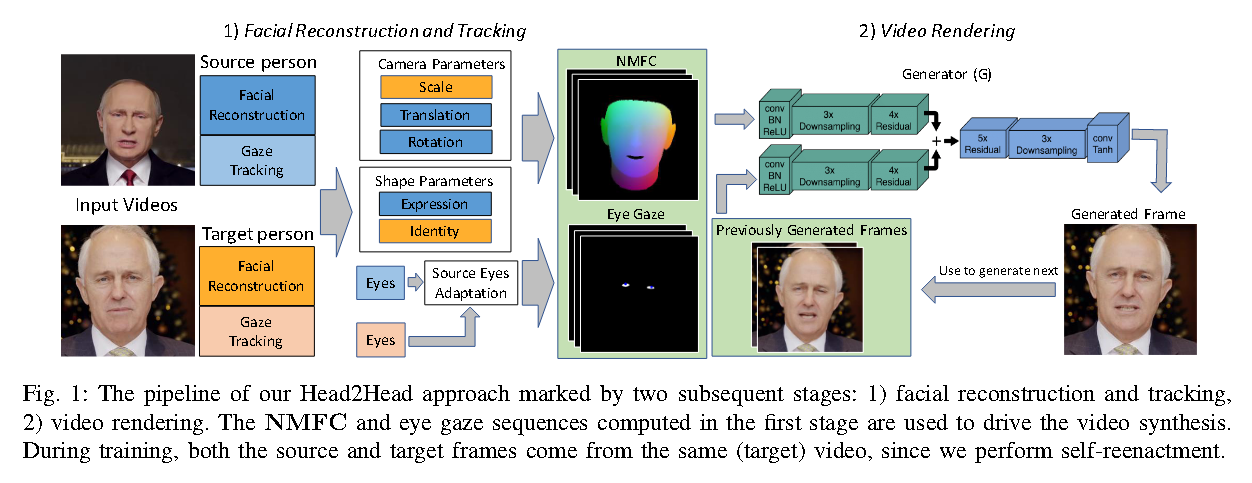 1) Facial Reconstruction and Tracking
2) Video Rendering
Source person
Facial
Reconstruction
Gaze
Tracking
Input Videos
Target person
Facial
Reconstruction
Gaze
Tracking
Camera Parameters
Scale
Translation
Rotation
Shape Parameters
Expression
Identity
Eyes
Source Eyes
Adaptation
Eyes
NMFC
Eye Gaze
Generator (G)
conv
BN
ReLU
3x
Downsampling
4x
Residual
conv
BN
ReLU
3x
Downsampling
4x
Residual
+
5x
Residual
3x
Downsampling
conv
Tanh
Previously Generated Frames
Use to generate next
Generated Frame
Fig. 1: The pipeline of our Head2Head approach marked by two subsequent stages: 1) facial reconstruction and tracking,
2) video rendering. The NMFC and eye gaze sequences computed in the first stage are used to drive the video synthesis.
During training, both the source and target frames come from the same (target) video, since we perform self-reenactment.